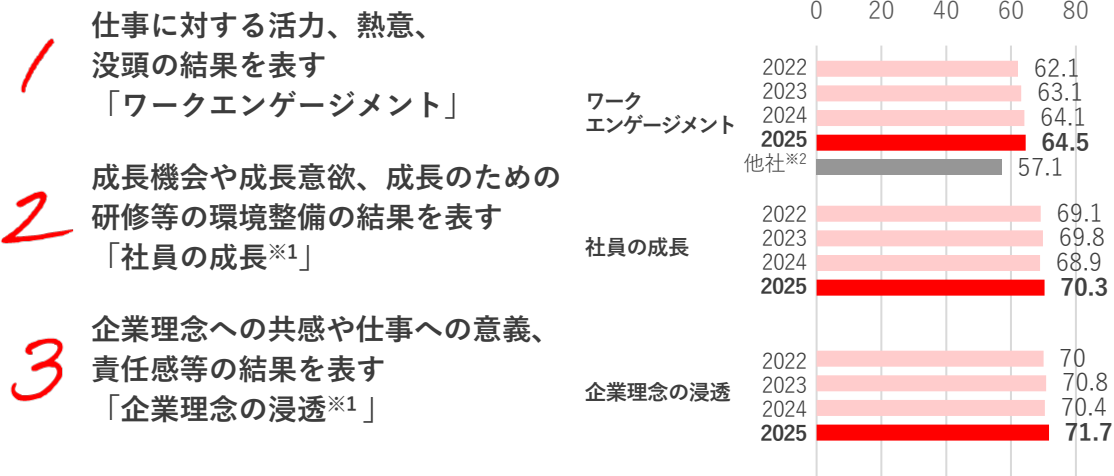 1
仕事に対する活力、熱意、
没頭の結果を表す
「ワークエンゲージメント」
2
成長機会や成長意欲、成長のための
研修等の環境整備の結果を表す
「社員の成長※1」
3
企業理念への共感や仕事への意義、
責任感等の結果を表す
「企業理念の浸透※1」
0 20 40 60 80
ワーク
エンゲージメント
2022 62.1
2023 63.1
2024 64.1
2025 64.5
他社※2 57.1
社員の成長
2022 69.1
2023 69.8
2024 68.9
2025 70.3
企業理念の浸透
2022 70
2023 70.8
2024 70.4
2025 71.7